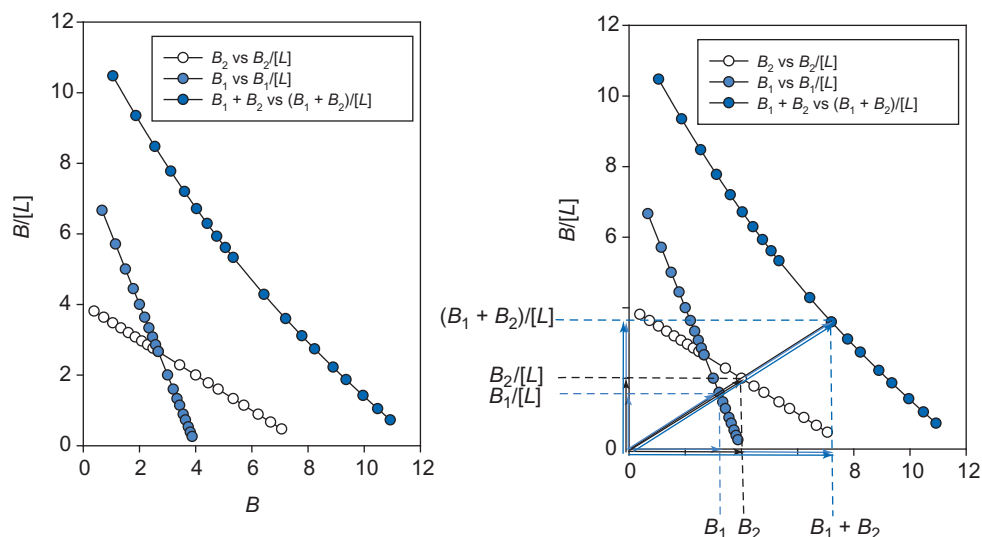 12
10
8
6
4
2
0
B/[L]
B₂ vs B₂/[L]
B₁ vs B₁/[L]
B₁ + B₂ vs (B₁ + B₂)/[L]
0 2 4 6 8 10 12
B
12
10
8
6
B/[L]
B₂ vs B₂/[L]
B₁ vs B₁/[L]
B₁ + B₂ vs (B₁ + B₂)/[L]
(B₁ + B₂)/[L]
B₂/[L]
B₁/[L]
0 8 10 12
B₁ B₂ B₁ + B₂